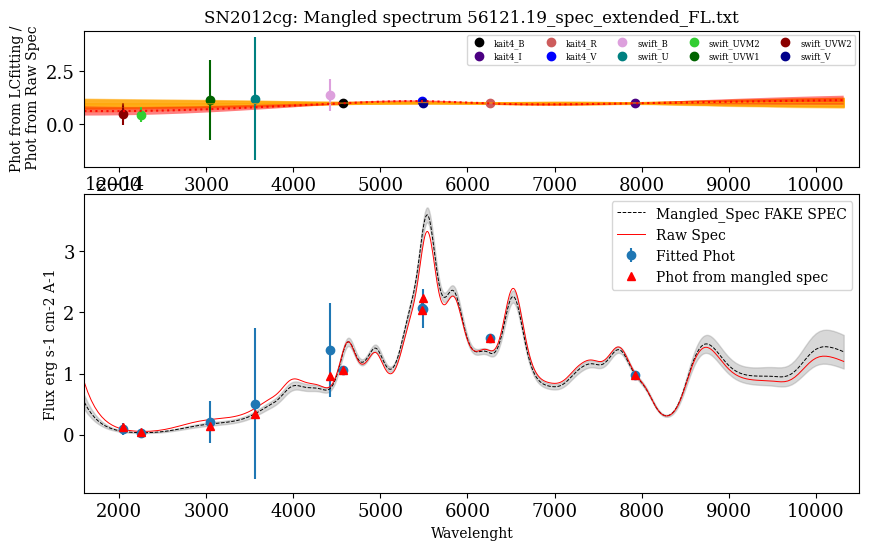 SN2012cg: Mangled spectrum 56121.19_spec_extended_FL.txt
Phot from LCfitting /
Phot from Raw Spec
2.5
0.0
kait4_B kait4_R swift_B swift_UVM2 swift_UVW2
kait4_I kait4_V swift_U swift_UVW1 swift_V
2000 3000 4000 5000 6000 7000 8000 9000 10000
1e−14
Flux erg s-1 cm-2 A-1
3
2
1
0
Mangled_Spec FAKE SPEC
Raw Spec
Fitted Phot
Phot from mangled spec
2000 3000 4000 5000 6000 7000 8000 9000 10000
Wavelenght